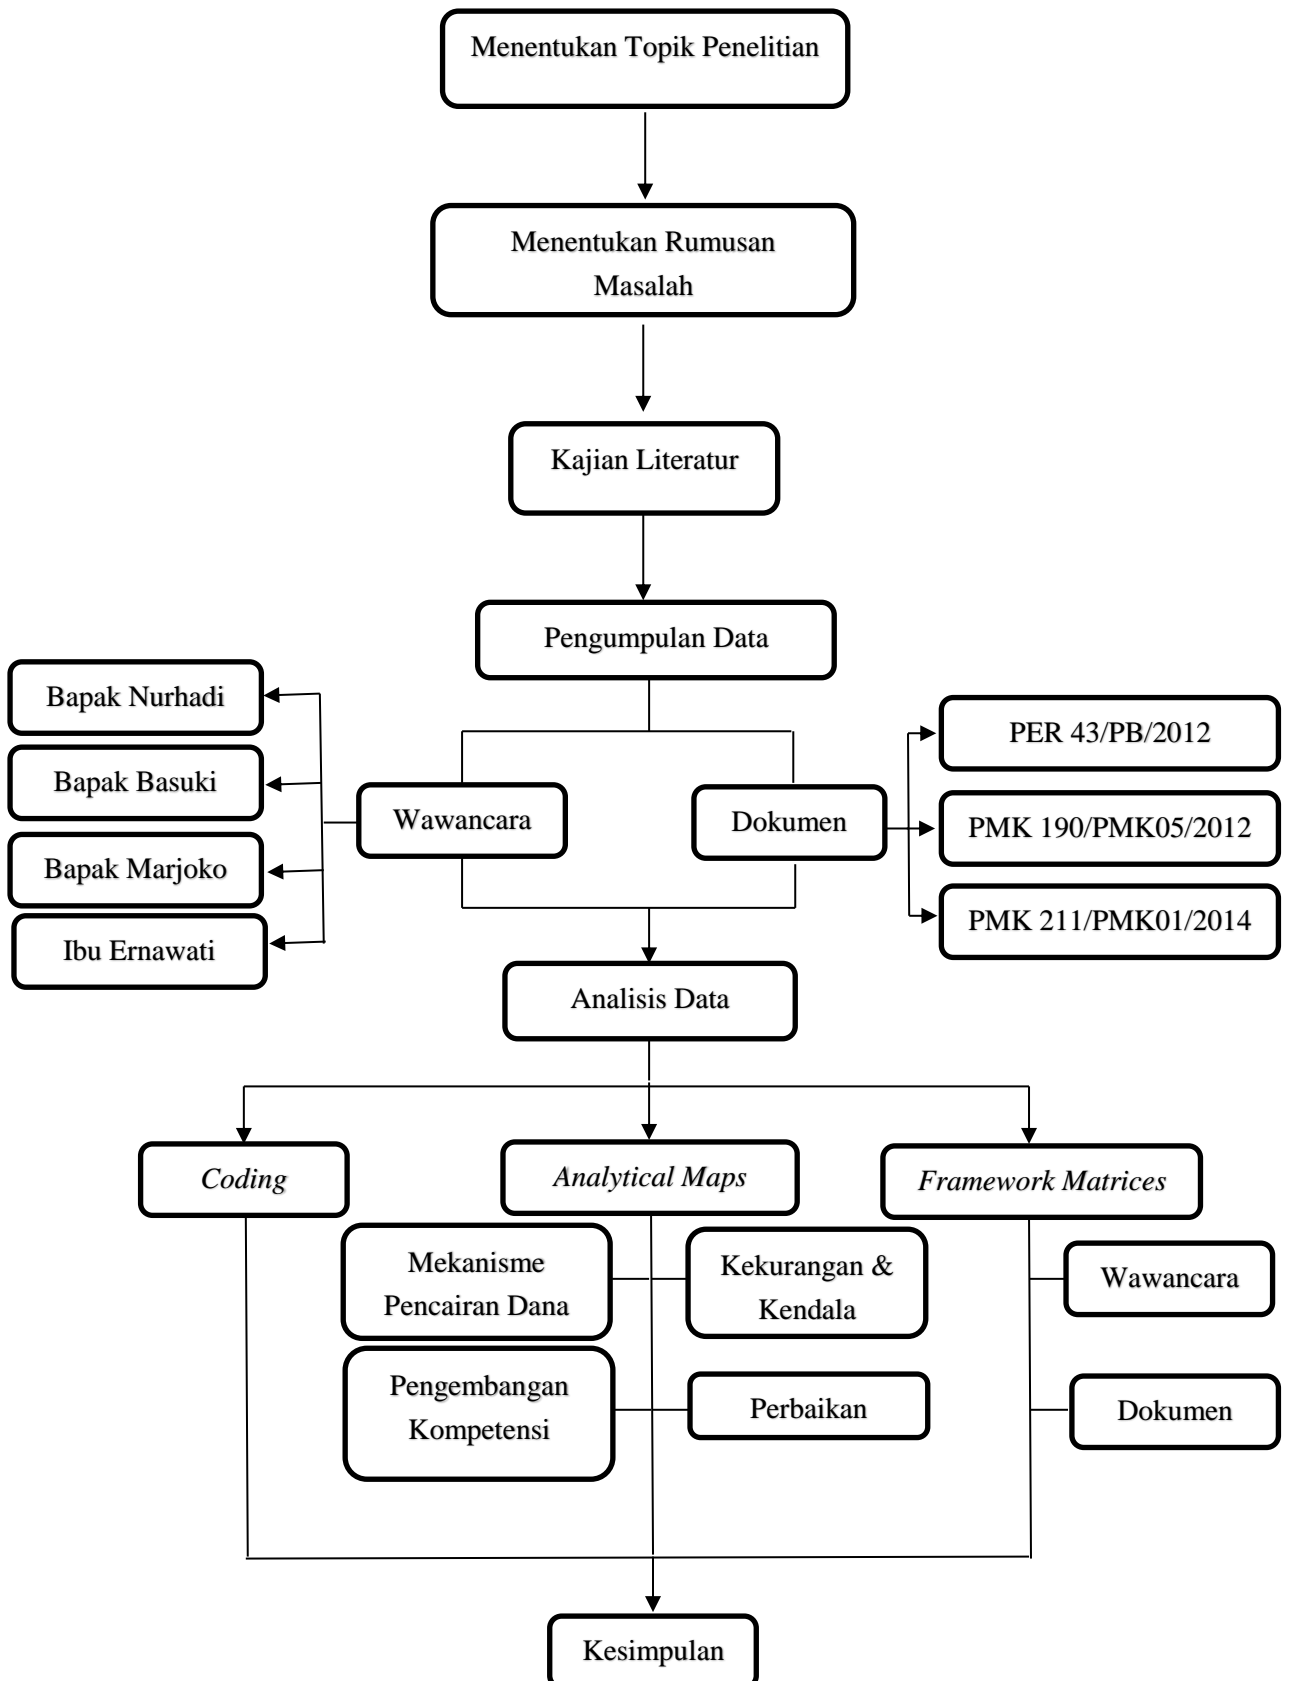 Menentukan Topik Penelitian
Menentukan Rumusan
Masalah
Kajian Literatur
Pengumpulan Data
Bapak Nurhadi
Bapak Basuki
Bapak Marjoko
Ibu Ernawati
Wawancara
Dokumen
PER 43/PB/2012
PMK 190/PMK05/2012
PMK 211/PMK01/2014
Analisis Data
Coding
Analytical Maps
Framework Matrices
Mekanisme
Pencairan Dana
Kekurangan &
Kendala
Pengembangan
Kompetensi
Perbaikan
Wawancara
Dokumen
Kesimpulan